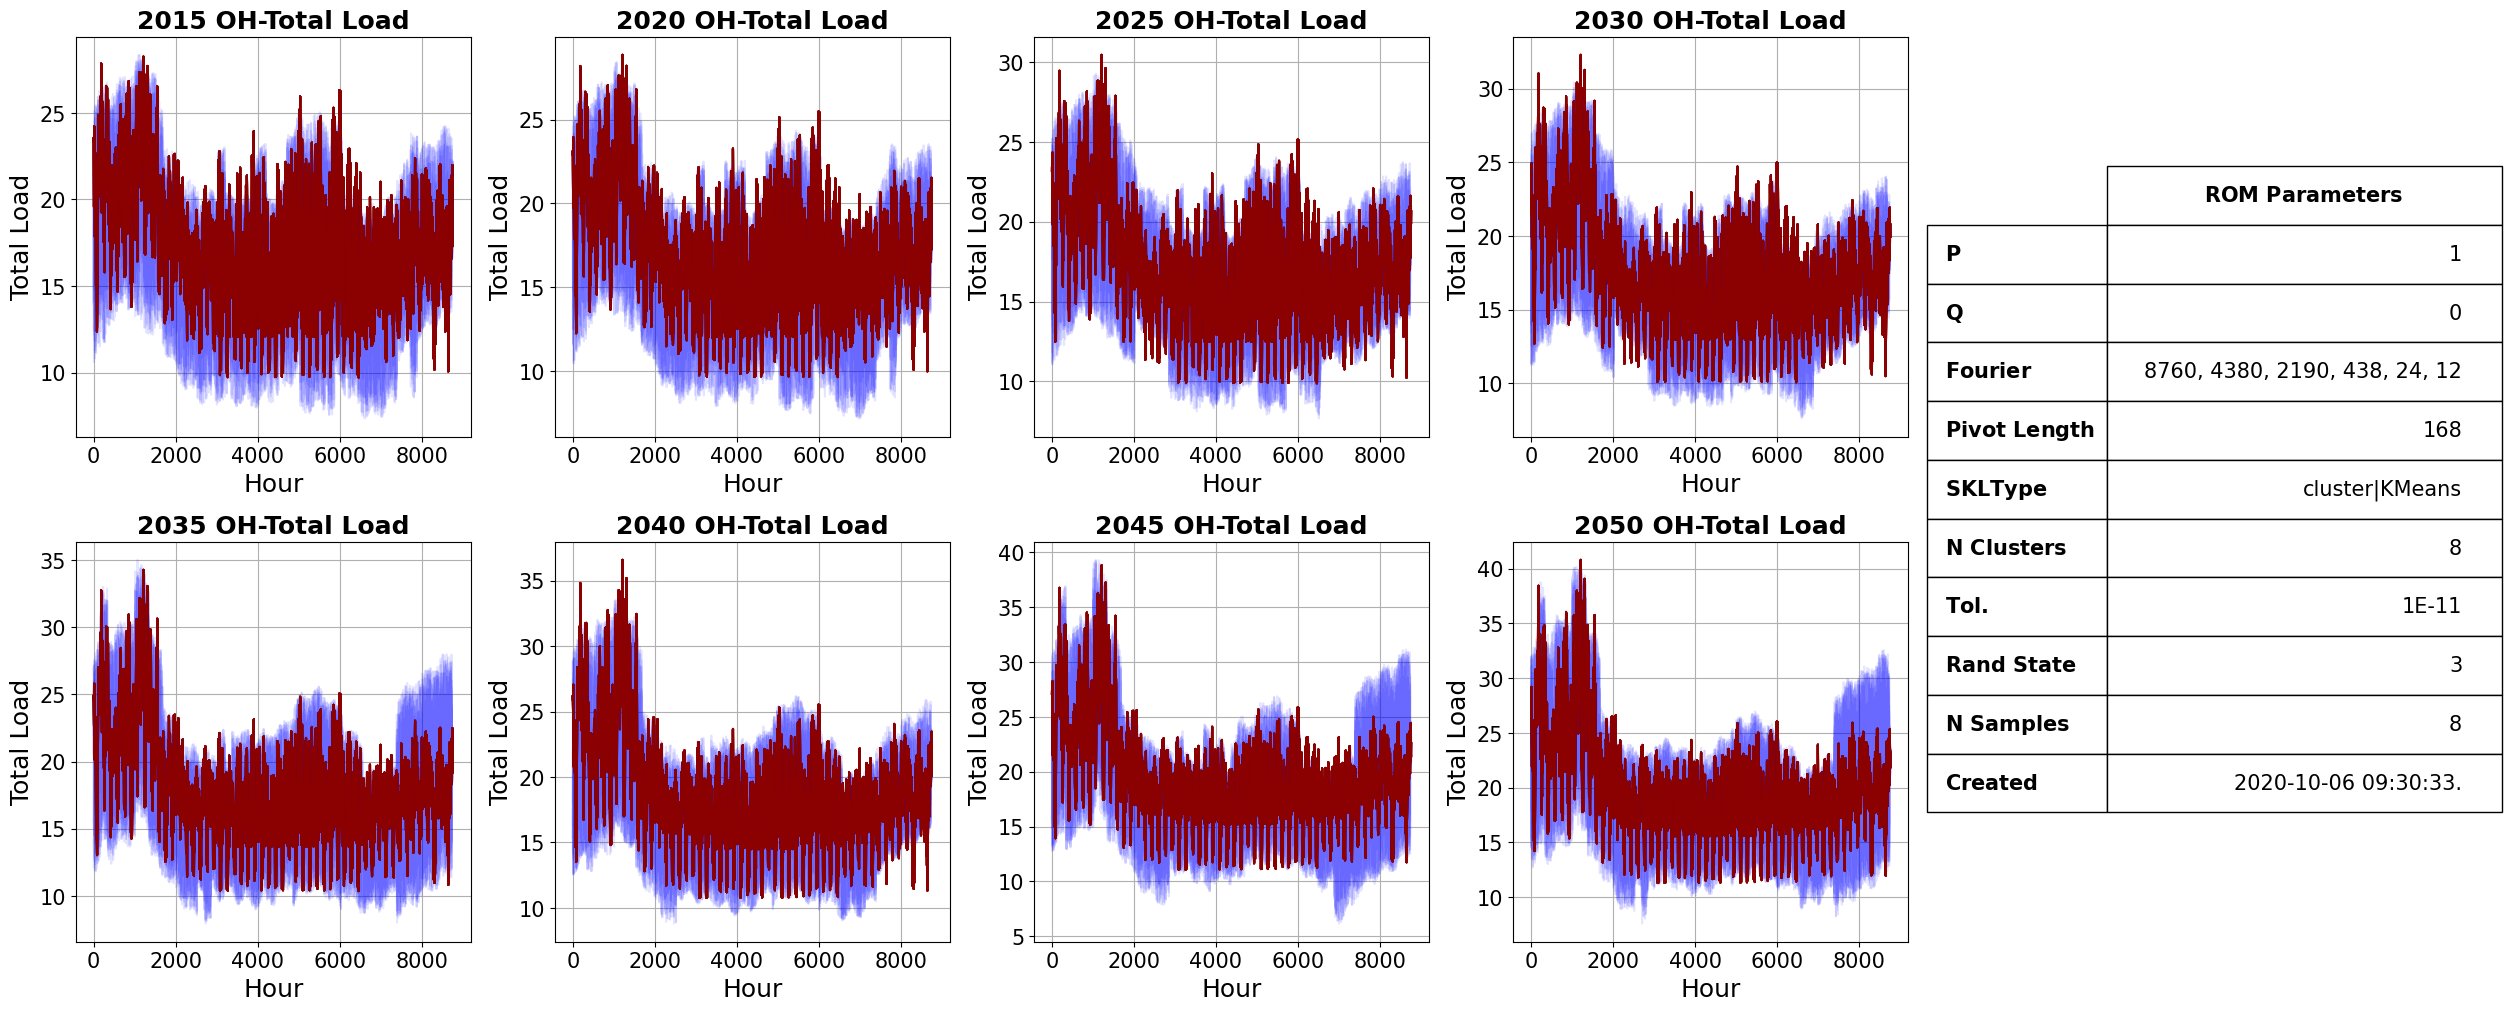 2015 OH-Total Load
2020 OH-Total Load
2025 OH-Total Load
2030 OH-Total Load
Total Load
25
20
15
10
0 2000 4000 6000 8000
Hour
Total Load
25
20
15
10
0 2000 4000 6000 8000
Hour
Total Load
30
25
20
15
10
0 2000 4000 6000 8000
Hour
Total Load
30
25
20
15
10
0 2000 4000 6000 8000
Hour
2035 OH-Total Load
2040 OH-Total Load
2045 OH-Total Load
2050 OH-Total Load
Total Load
35
30
25
20
15
10
0 2000 4000 6000 8000
Hour
Total Load
35
30
25
20
15
10
0 2000 4000 6000 8000
Hour
Total Load
40
35
30
25
20
15
10
5
0 2000 4000 6000 8000
Hour
Total Load
40
35
30
25
20
15
10
0 2000 4000 6000 8000
Hour
ROM Parameters
P 1
Q 0
Fourier 8760, 4380, 2190, 438, 24, 12
Pivot Length 168
SKLType cluster|KMeans
N Clusters 8
Tol. 1E-11
Rand State 3
N Samples 8
Created 2020-10-06 09:30:33.